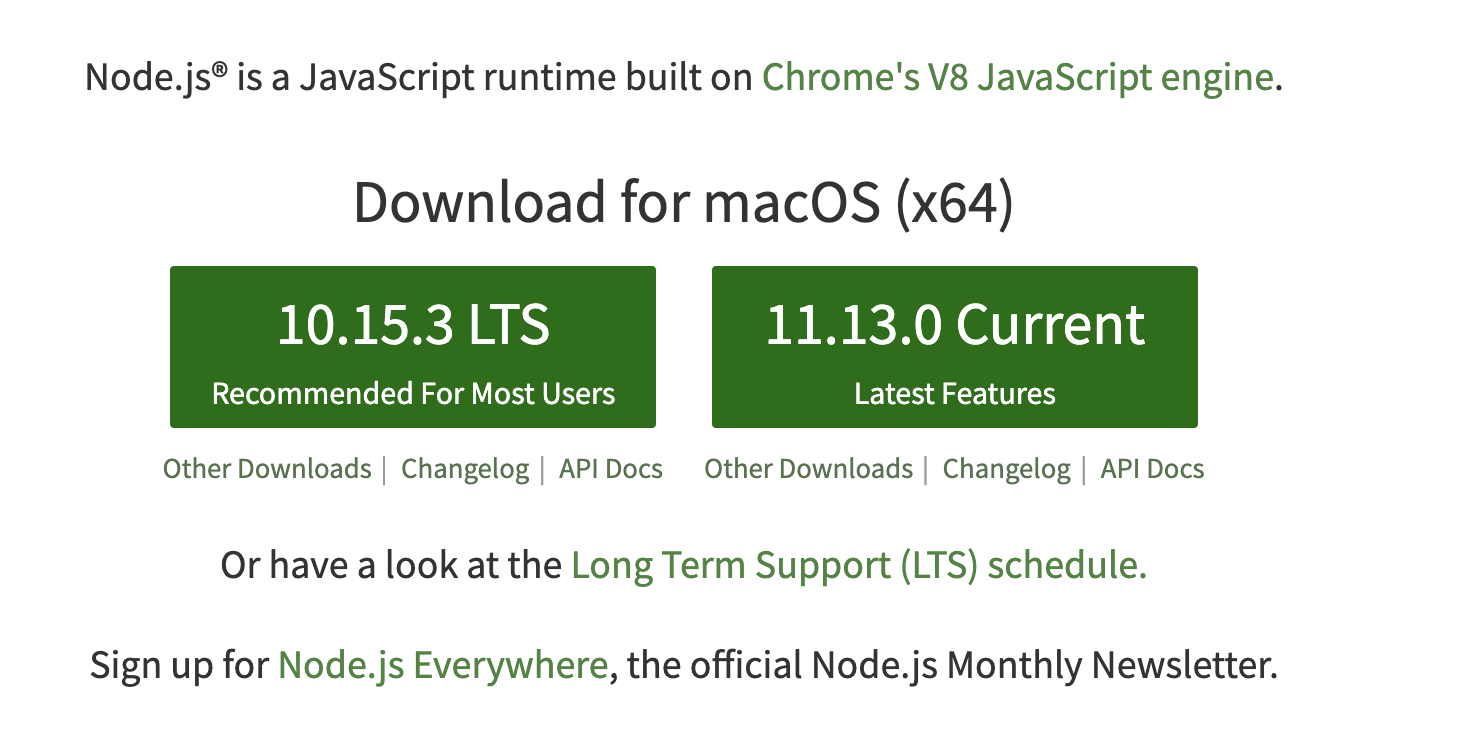 Node.js® is a JavaScript runtime built on Chrome's V8 JavaScript engine.
Download for macOS (x64)
10.15.3 LTS
Recommended For Most Users
Other Downloads | Changelog | API Docs
11.13.0 Current
Latest Features
Other Downloads | Changelog | API Docs
Or have a look at the Long Term Support (LTS) schedule.
Sign up for Node.js Everywhere, the official Node.js Monthly Newsletter.